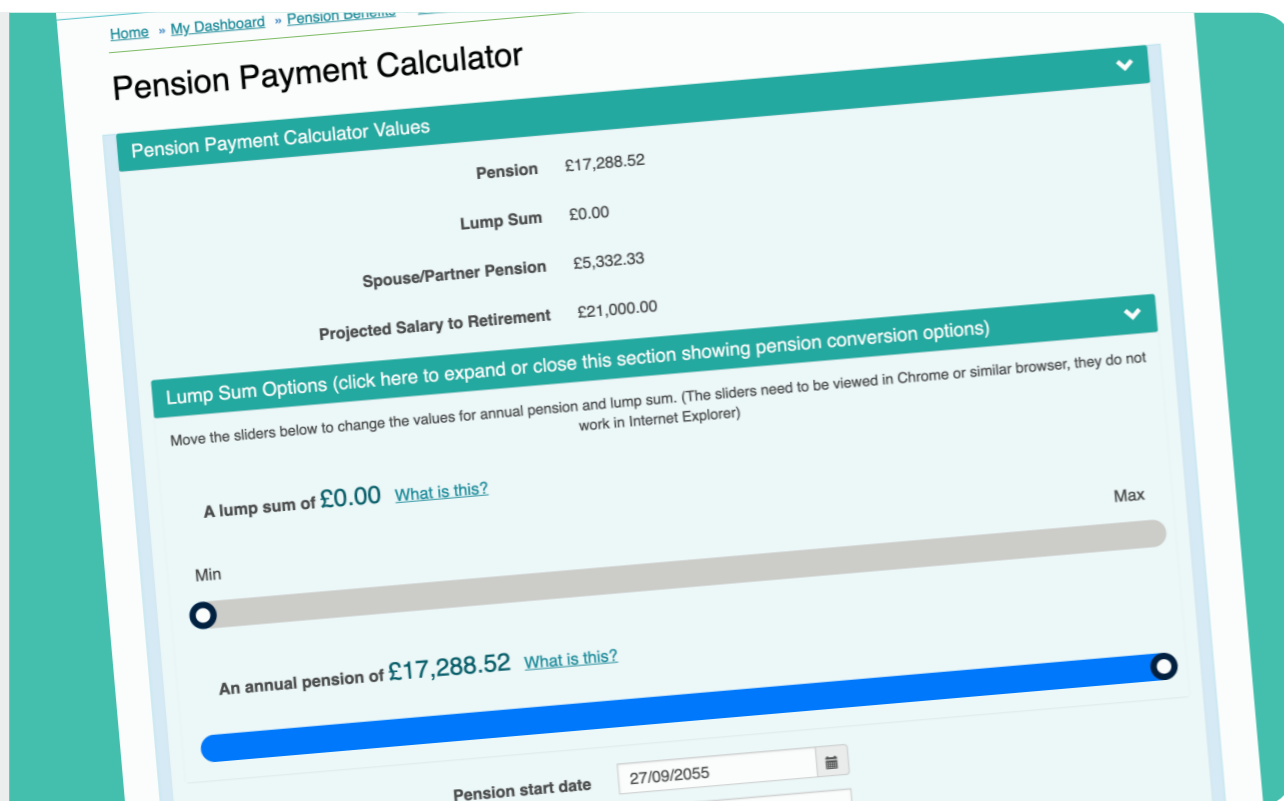 Home » My Dashboard » Pension Benefits
Pension Payment Calculator
Pension Payment Calculator Values
Pension £17,288.52
Lump Sum £0.00
Spouse/Partner Pension £5,332.33
Projected Salary to Retirement £21,000.00
Lump Sum Options (click here to expand or close this section showing pension conversion options)
Move the sliders below to change the values for annual pension and lump sum. (The sliders need to be viewed in Chrome or similar browser, they do not
work in Internet Explorer)
A lump sum of £0.00 What is this?
Max
Min
An annual pension of £17,288.52 What is this?
Pension start date 27/09/2055